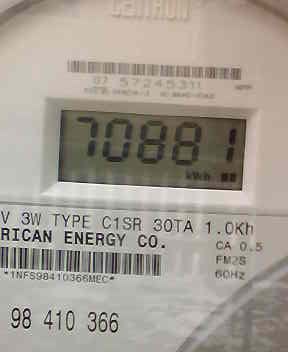 CENTRON
07 57245311
70881
kWh 00
V 3W TYPE C1SR 30TA 1.0Kh
RICAN ENERGY CO.
CA 0.5
FM2S
60Hz
*1NFS98410366MEC*
98 410 366